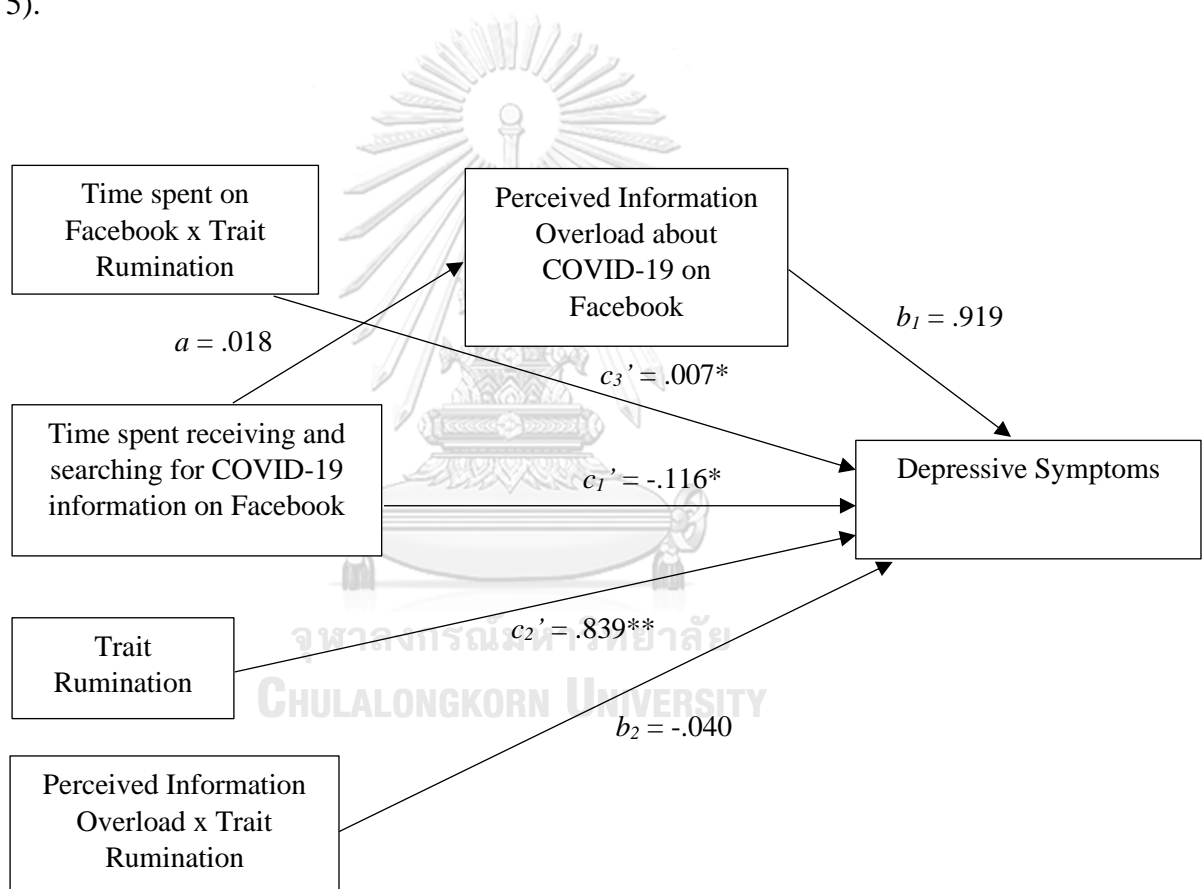 5).
Time spent on
Facebook x Trait
Rumination
Perceived Information
Overload about
COVID-19 on
Facebook
a = .018
b1 = .919
c3’ = .007*
Time spent receiving and
searching for COVID-19
information on Facebook
c1’ = -.116*
Depressive Symptoms
Trait
Rumination
c2’ = .839**
จุฬาลงกรณ์มหาวิทยาลัย
CHULALONGKORN UNIVERSITY
b2 = -.040
Perceived Information
Overload x Trait
Rumination